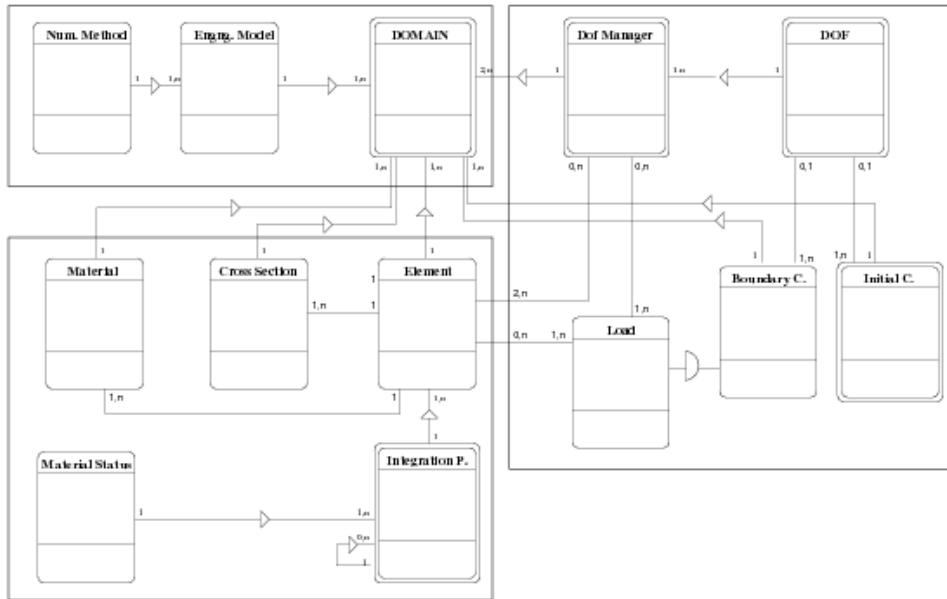 Num. Method Engng. Model DOMAIN Dof Manager DOF
1 1,n 1 1,n 2,n 1 1,n 1
1,n 1,n 1,n 1,n 0,n 0,n 0,1 0,1
1 1 1 1 1,n 1,n 1
Material Cross Section Element Boundary C. Initial C.
1
1,n 1 2,n 1,n
0,n 1,n Load
1,n 1 1,n
1
Material Status Integration P.
1 1,n
0,n
1